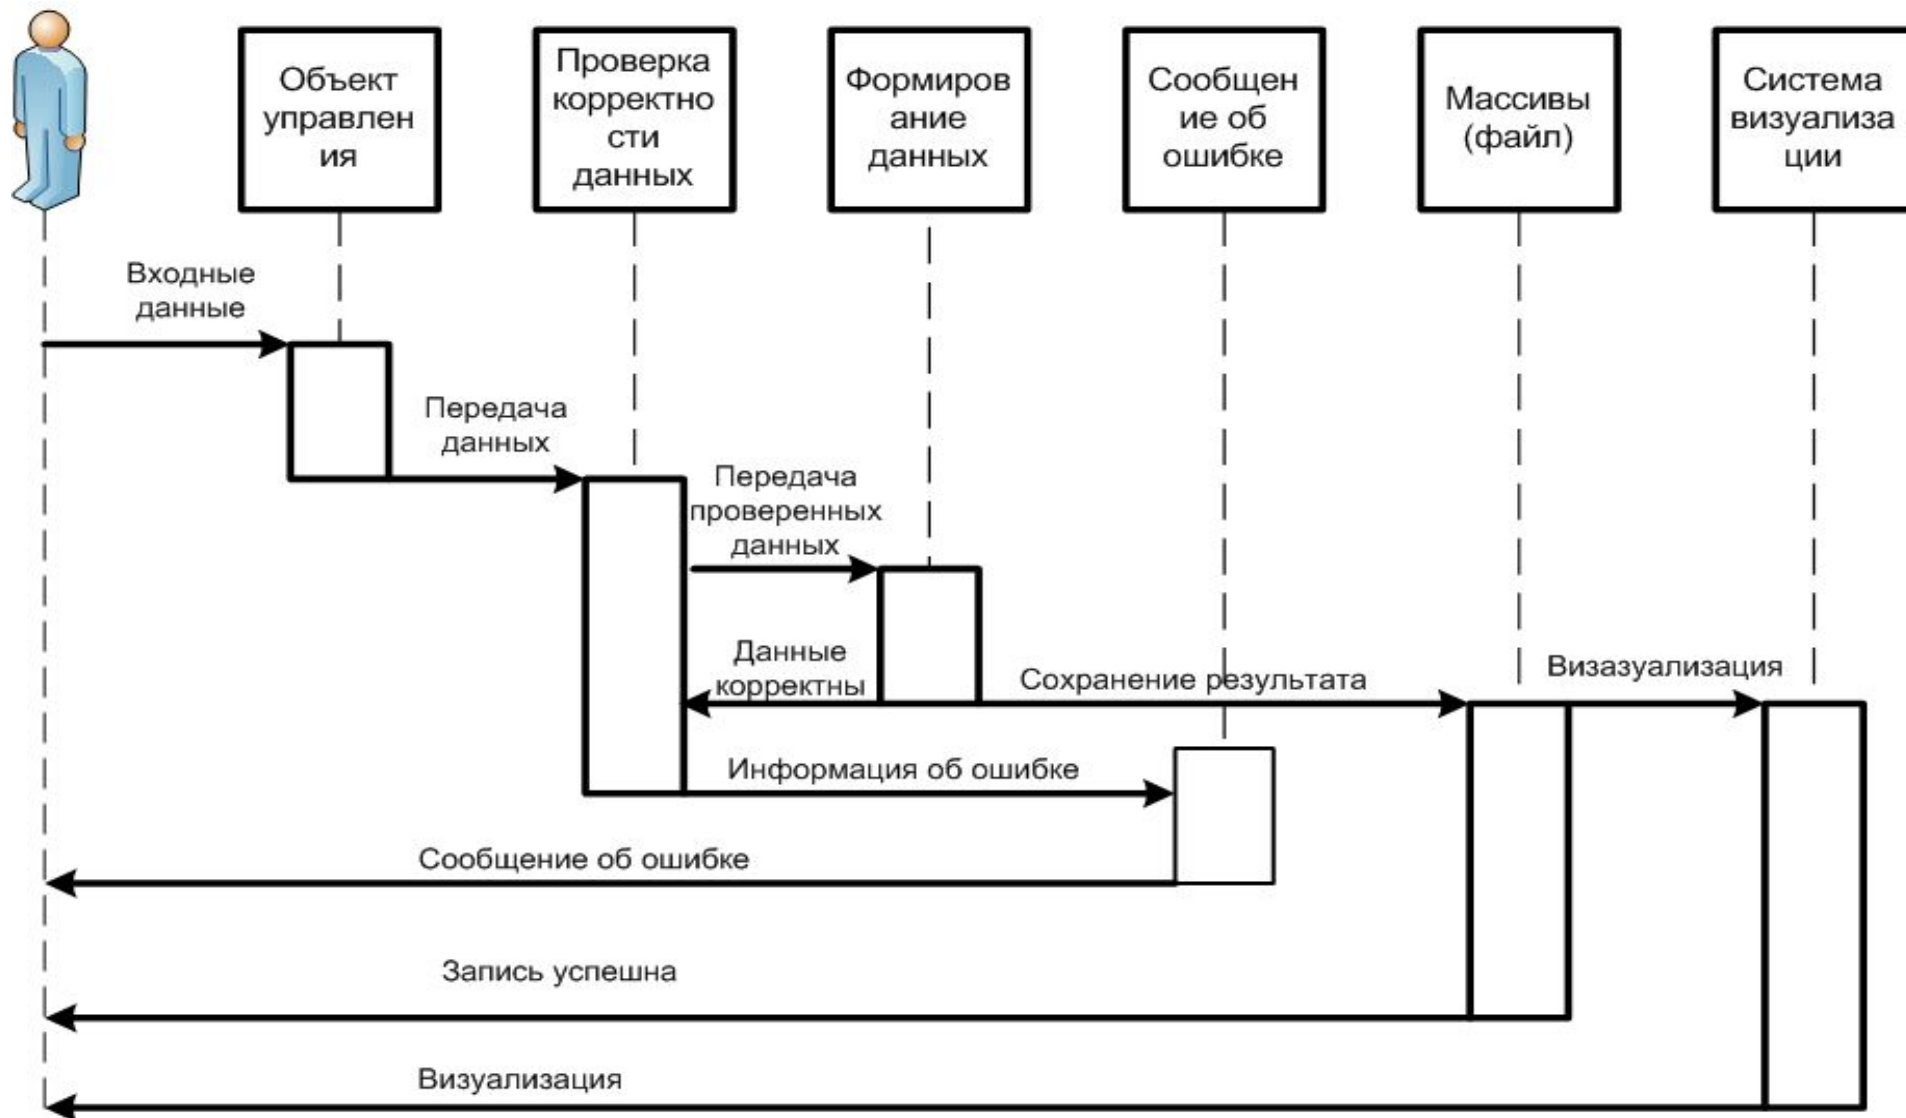 Объект
управлен
ия
Проверка
корректно
сти
данных
Формиров
ание
данных
Сообщен
ие об
ошибке
Массивы
(файл)
Система
визуализа
ции
Входные
данные
Передача
данных
Передача
проверенных
данных
Данные
корректны
Сохранение результата
Визазуализация
Информация об ошибке
Сообщение об ошибке
Запись успешна
Визуализация